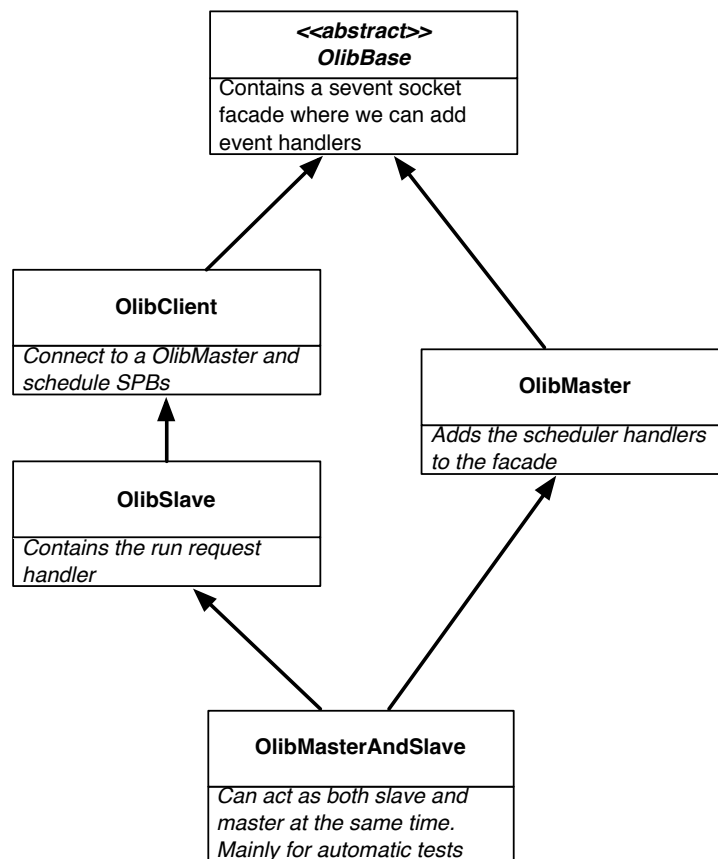 <<abstract>>
OlibBase
Contains a sevent socket
facade where we can add
event handlers
OlibClient
Connect to a OlibMaster and
schedule SPBs
OlibMaster
Adds the scheduler handlers
to the facade
OlibSlave
Contains the run request
handler
OlibMasterAndSlave
Can act as both slave and
master at the same time.
Mainly for automatic tests